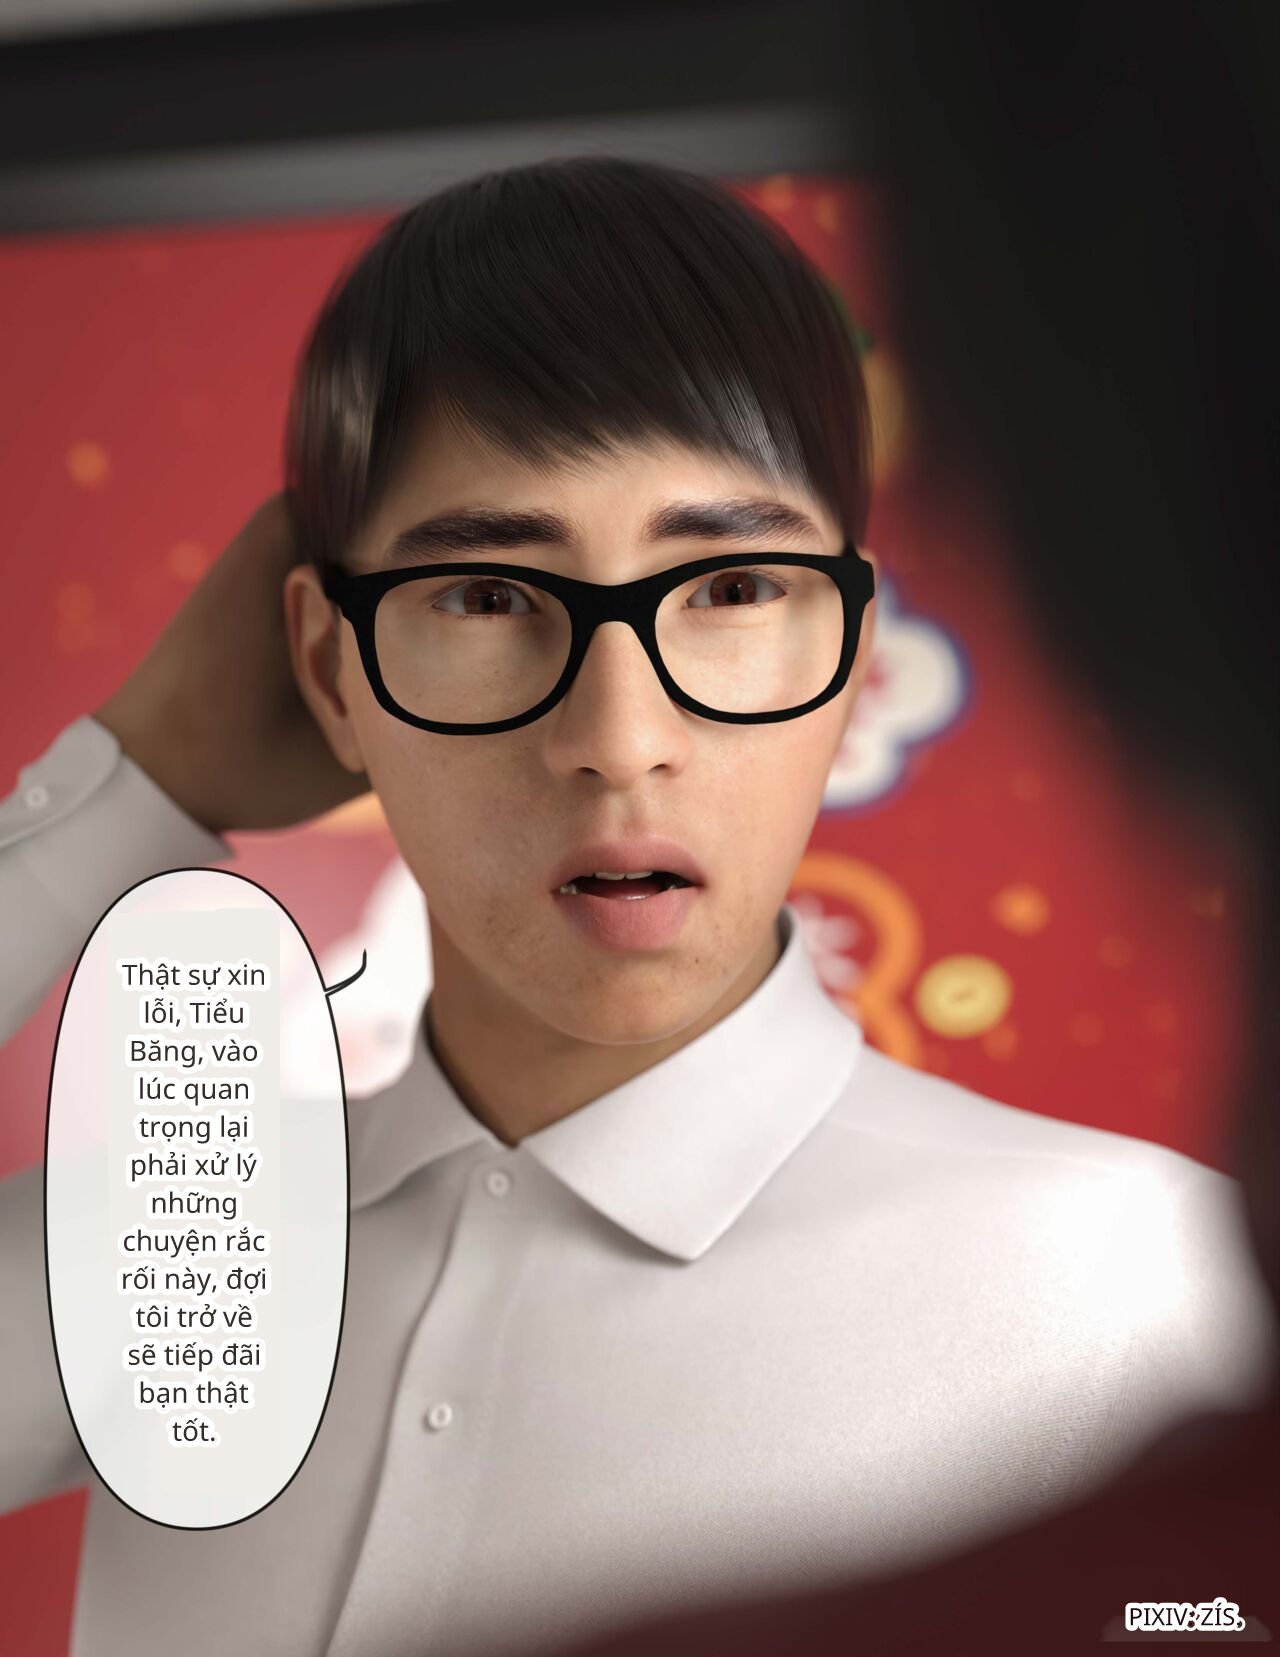 Thật sự xin
lỗi, Tiểu
Băng, vào
lúc quan
trọng lại
phải xử lý
những
chuyện rắc
rối này, đợi
tôi trở về
sẽ tiếp đãi
bạn thật
tốt.
PIXIV: ZÍS,